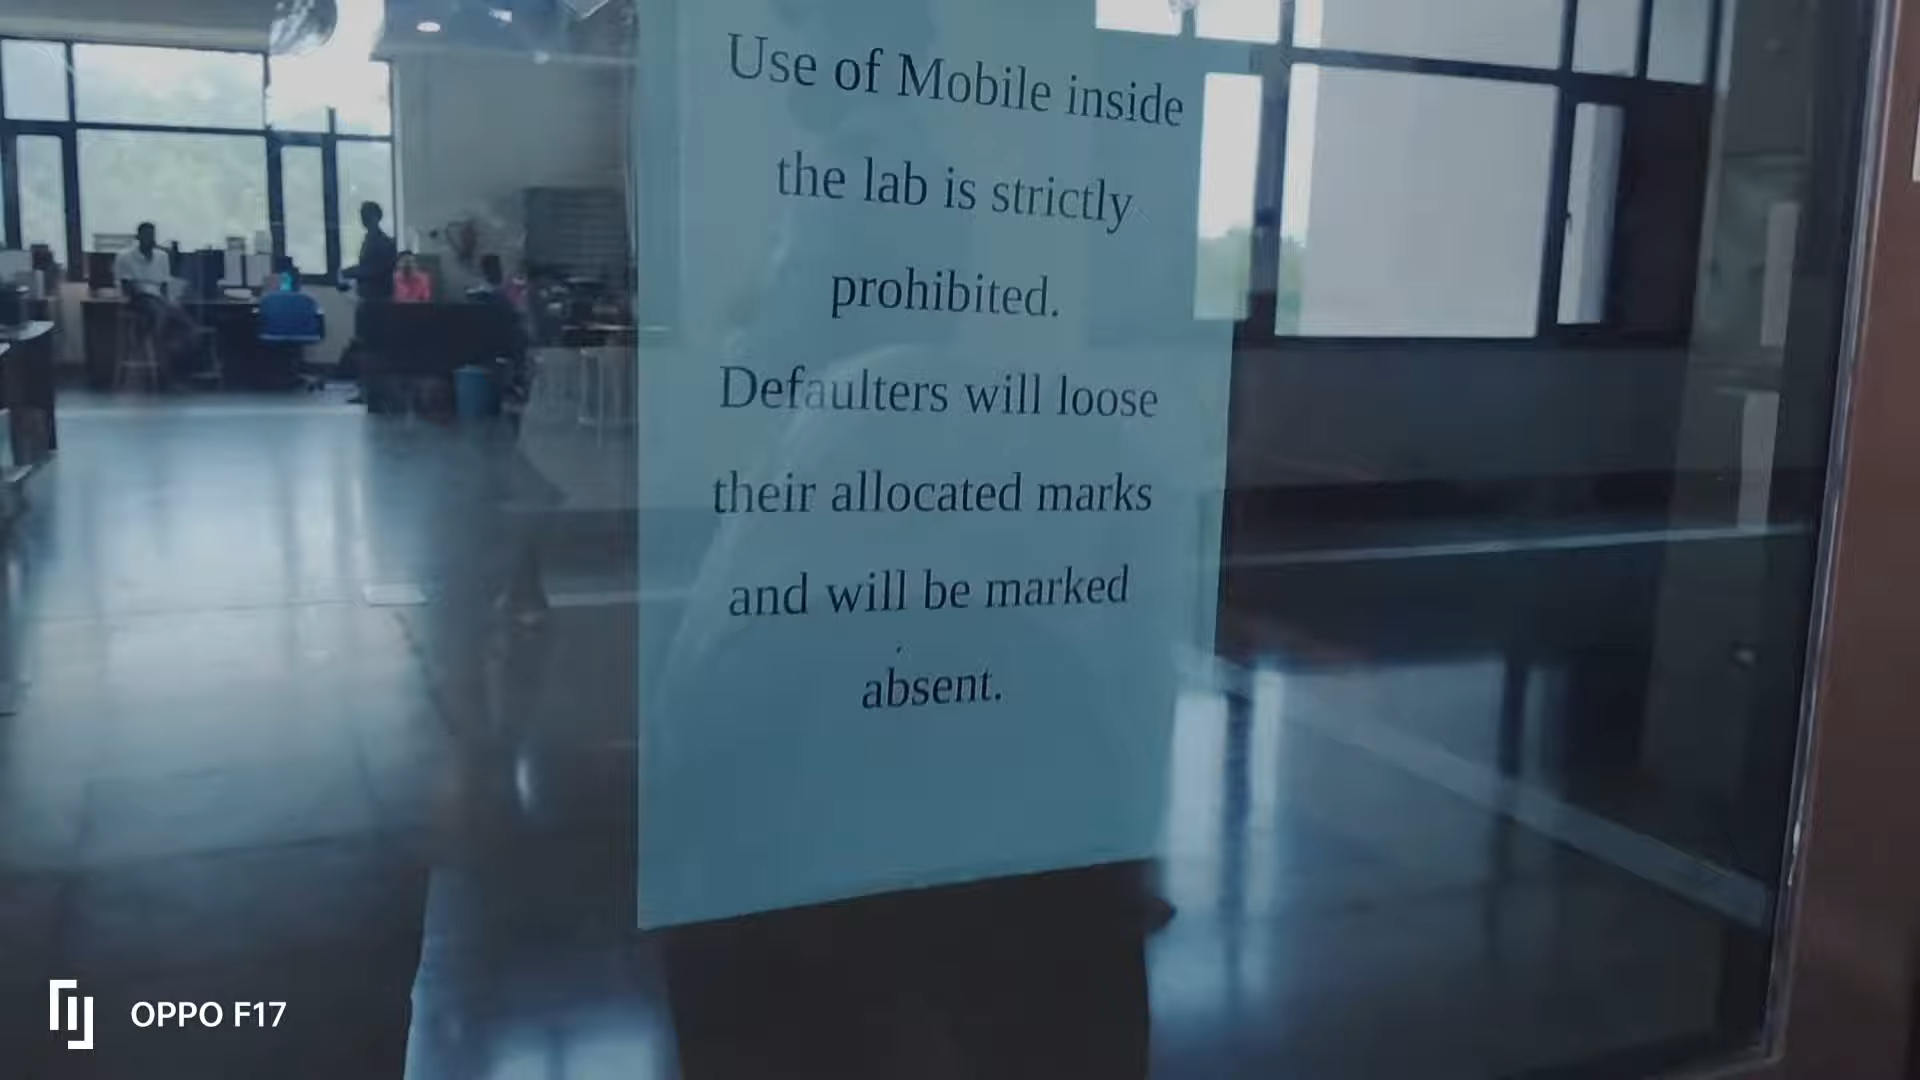 Use of Mobile inside
the lab is strictly
prohibited.
Defaulters will loose
their allocated marks
and will be marked
absent.
OPPO F17